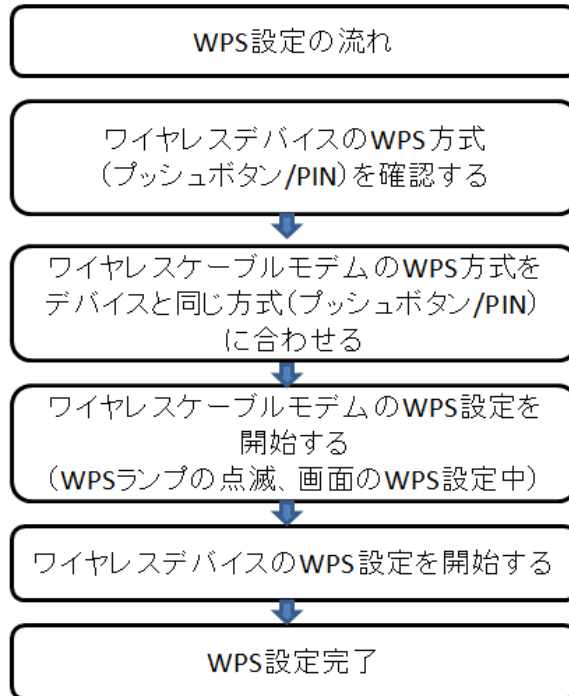 WPS設定の流れ
ワイヤレスデバイスのWPS方式
(プッシュボタン/PIN)を確認する
ワイヤレスケーブルモデムのWPS方式を
デバイスと同じ方式(プッシュボタン/PIN)
に合わせる
ワイヤレスケーブルモデムのWPS設定を
開始する
(WPSランプの点滅、画面のWPS設定中)
ワイヤレスデバイスのWPS設定を開始する
WPS設定完了